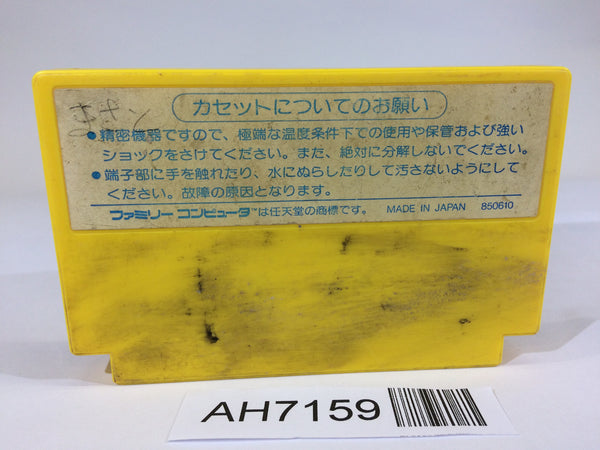 カセットについてのお願い
●精密機器ですので、極端な温度条件下での使用や保管および強い
ショックをさけてください。また、絶対に分解しないでください。
●端子部に手を触れたり、水にぬらしたりして汚さないようにして
ください。故障の原因となります。
ファミリーコンピュータ™は任天堂の商標です。 MADE IN JAPAN 850610
AH7159